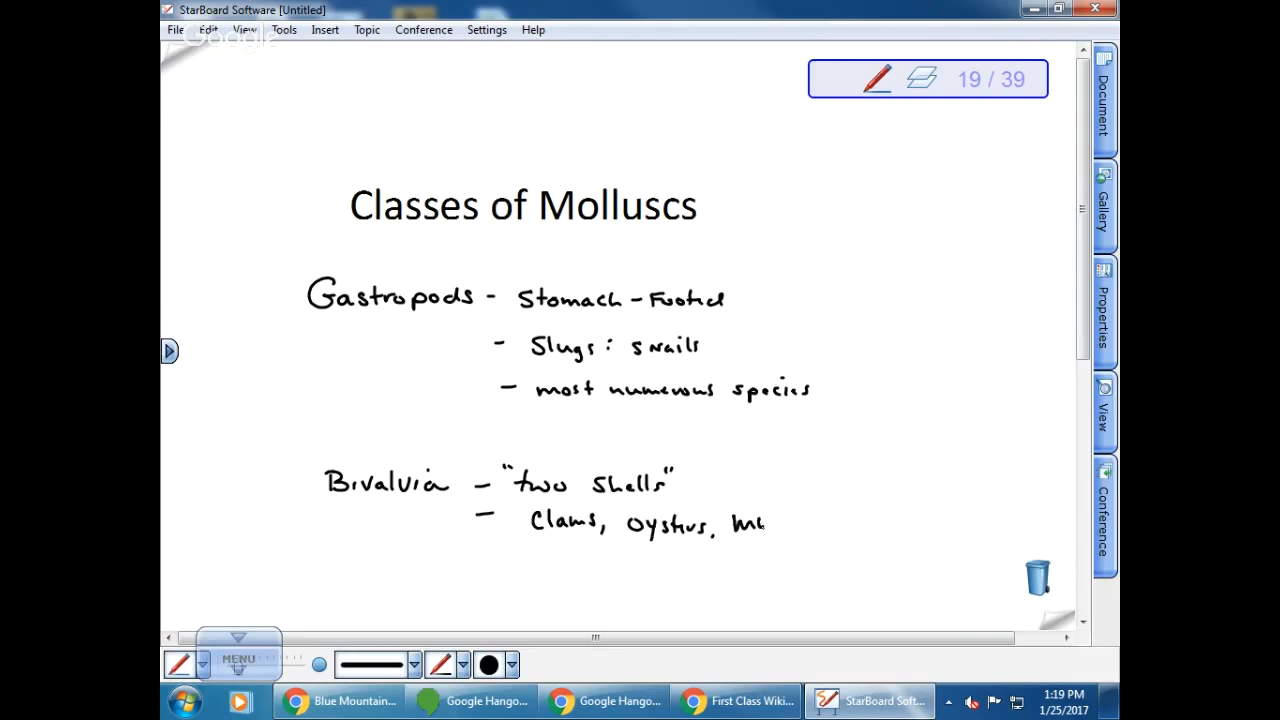 StarBoard Software [Untitled]
File Edit View Tools Insert Topic Conference Settings Help
Google
19 / 39
Document
Gallery
Properties
View
Conference
Classes of Molluscs
Gastropods - Stomach-Footed
- Slugs : snails
- most numerous species
Bivalvia - "two shells"
- Clams, oysters,
MENU
Blue Mountain... Google Hango... Google Hango... First Class Wiki... StarBoard Soft...
1:19 PM
1/25/2017